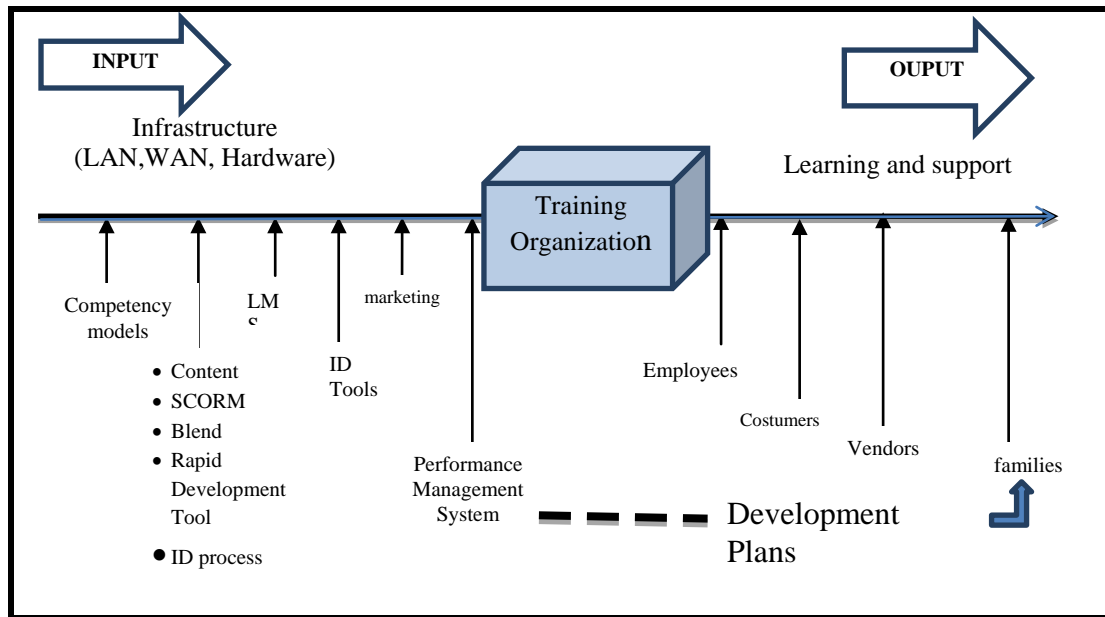 INPUT
OUPUT
Infrastructure
(LAN,WAN, Hardware)
Learning and support
Training
Organization
Competency
models
LM
S
marketing
• Content
• SCORM
• Blend
• Rapid
Development
Tool
• ID process
ID
Tools
Performance
Management
System
Employees
Costumers
Vendors
families
Development
Plans